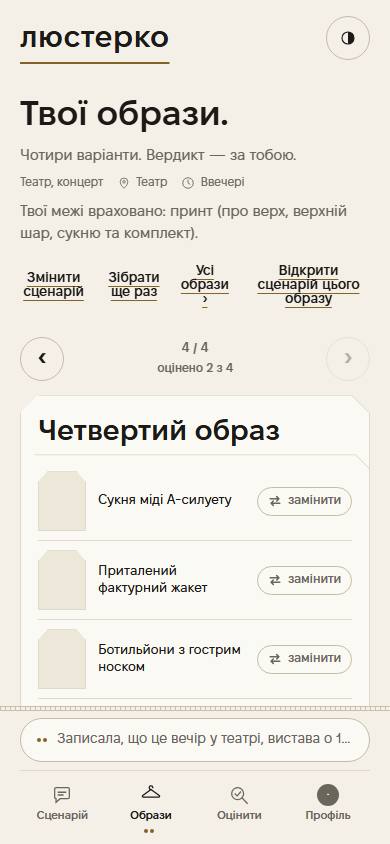 люстерко
Твої образи.
Чотири варіанти. Вердикт — за тобою.
Театр, концерт Театр Ввечері
Твої межі враховано: принт (про верх, верхній
шар, сукню та комплект).
Змінити
сценарій
Зібрати
ще раз
Усі
образи
›
Відкрити
сценарій цього
образу
‹
4 / 4
оцінено 2 з 4
›
Четвертий образ
Сукня міді А-силуету
замінити
Приталений
фактурний жакет
замінити
Ботильйони з гострим
носком
замінити
Записала, що це вечір у театрі, вистава о 1...
Сценарій
Образи
Оцінити
Профіль